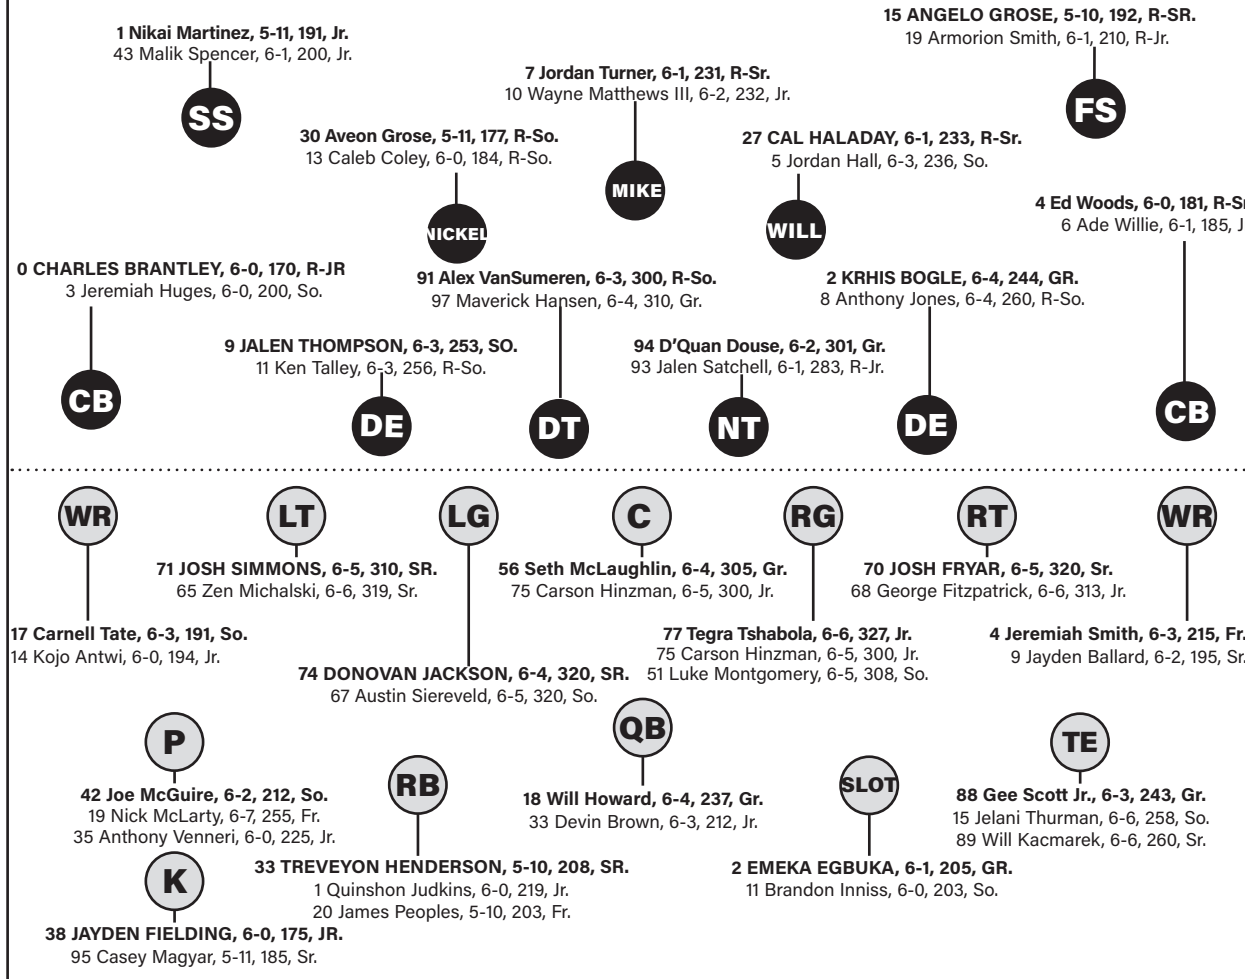 15 ANGELO GROSE, 5-10, 192, R-SR.
19 Armorion Smith, 6-1, 210, R-Jr.
FS
1 Nikai Martinez, 5-11, 191, Jr.
43 Malik Spencer, 6-1, 200, Jr.
SS
7 Jordan Turner, 6-1, 231, R-Sr.
10 Wayne Matthews III, 6-2, 232, Jr.
MIKE
30 Aveon Grose, 5-11, 177, R-So.
13 Caleb Coley, 6-0, 184, R-So.
NICKEL
27 CAL HALADAY, 6-1, 233, R-Sr.
5 Jordan Hall, 6-3, 236, So.
WILL
4 Ed Woods, 6-0, 181, R-Sr
6 Ade Willie, 6-1, 185, J
CB
0 CHARLES BRANTLEY, 6-0, 170, R-JR
3 Jeremiah Huges, 6-0, 200, So.
CB
91 Alex VanSumeren, 6-3, 300, R-So.
97 Maverick Hansen, 6-4, 310, Gr.
DT
2 KRHIS BOGLE, 6-4, 244, GR.
8 Anthony Jones, 6-4, 260, R-So.
DE
9 JALEN THOMPSON, 6-3, 253, SO.
11 Ken Talley, 6-3, 256, R-So.
DE
94 D'Quan Douse, 6-2, 301, Gr.
93 Jalen Satchell, 6-1, 283, R-Jr.
NT
WR
17 Carnell Tate, 6-3, 191, So.
14 Kojo Antwi, 6-0, 194, Jr.
LT
71 JOSH SIMMONS, 6-5, 310, SR.
65 Zen Michalski, 6-6, 319, Sr.
LG
74 DONOVAN JACKSON, 6-4, 320, SR.
67 Austin Siereveld, 6-5, 320, So.
C
56 Seth McLaughlin, 6-4, 305, Gr.
75 Carson Hinzman, 6-5, 300, Jr.
RG
77 Tegra Tshabola, 6-6, 327, Jr.
75 Carson Hinzman, 6-5, 300, Jr.
51 Luke Montgomery, 6-5, 308, So.
RT
70 JOSH FRYAR, 6-5, 320, Sr.
68 George Fitzpatrick, 6-6, 313, Jr.
WR
4 Jeremiah Smith, 6-3, 215, Fr.
9 Jayden Ballard, 6-2, 195, Sr.
P
42 Joe McGuire, 6-2, 212, So.
19 Nick McLarty, 6-7, 255, Fr.
35 Anthony Venneri, 6-0, 225, Jr.
RB
33 TREVEYON HENDERSON, 5-10, 208, SR.
1 Quinshon Judkins, 6-0, 219, Jr.
20 James Peoples, 5-10, 203, Fr.
QB
18 Will Howard, 6-4, 237, Gr.
33 Devin Brown, 6-3, 212, Jr.
SLOT
2 EMEKA EGBUKA, 6-1, 205, GR.
11 Brandon Inniss, 6-0, 203, So.
TE
88 Gee Scott Jr., 6-3, 243, Gr.
15 Jelani Thurman, 6-6, 258, So.
89 Will Kacmarek, 6-6, 260, Sr.
K
38 JAYDEN FIELDING, 6-0, 175, JR.
95 Casey Magyar, 5-11, 185, Sr.